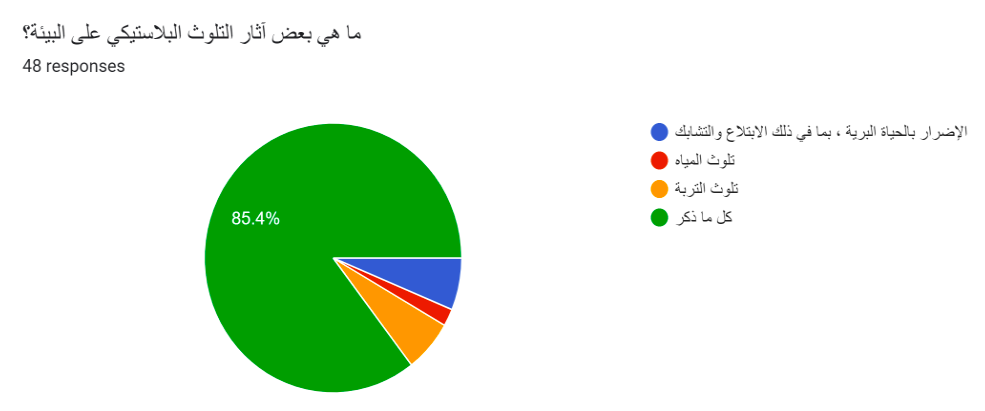 ما هي بعض آثار التلوث البلاستيكي على البيئة؟
48 responses
85.4%
الإضرار بالحياة البرية ، بما في ذلك الابتلاع والتشابك
تلوث المياه
تلوث التربة
كل ما ذكر